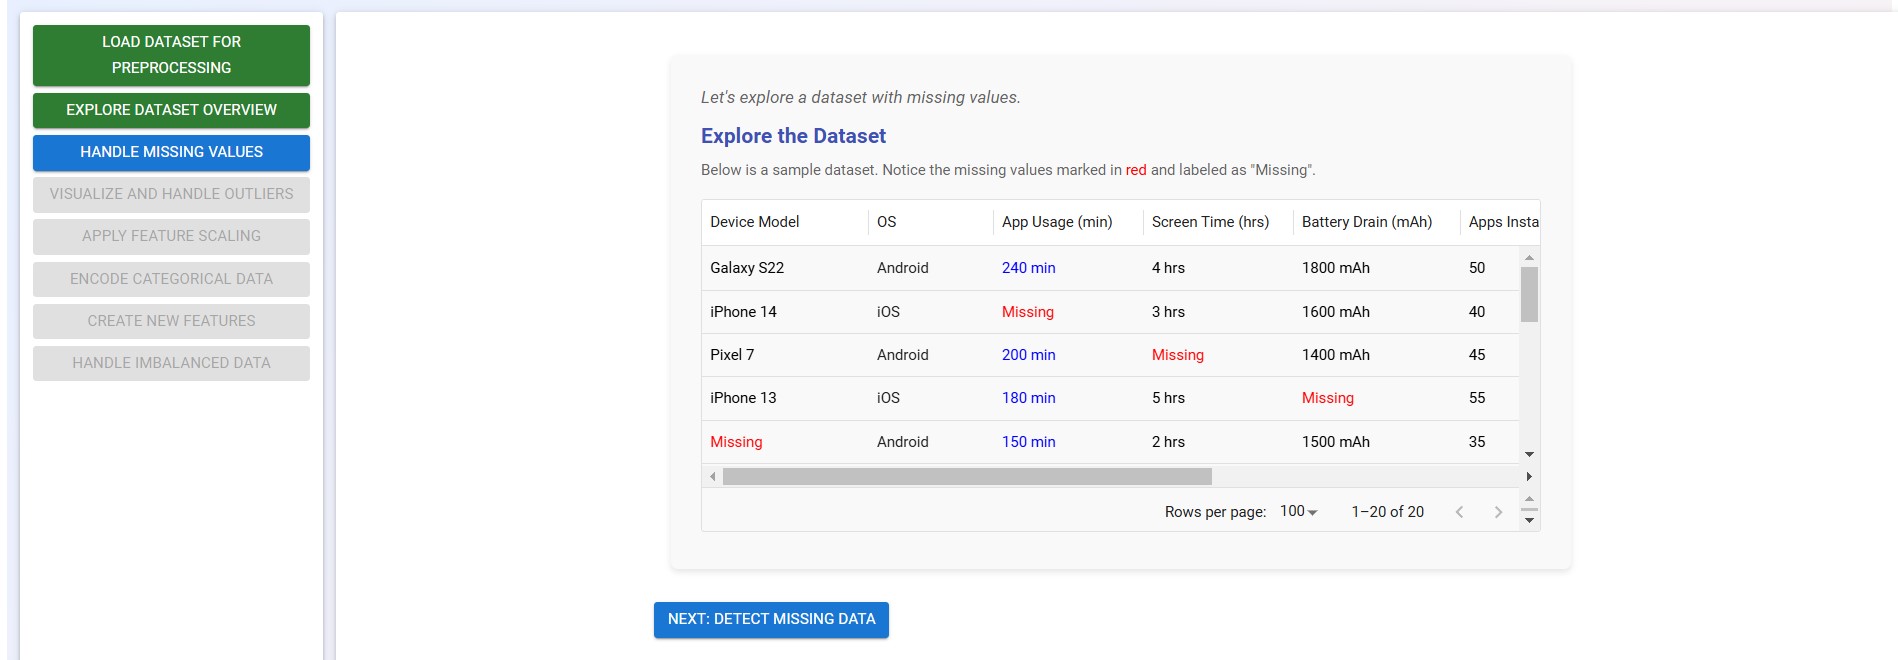 LOAD DATASET FOR
PREPROCESSING
EXPLORE DATASET OVERVIEW
HANDLE MISSING VALUES
VISUALIZE AND HANDLE OUTLIERS
APPLY FEATURE SCALING
ENCODE CATEGORICAL DATA
CREATE NEW FEATURES
HANDLE IMBALANCED DATA
Let's explore a dataset with missing values.
Explore the Dataset
Below is a sample dataset. Notice the missing values marked in red and labeled as "Missing".
Device Model OS App Usage (min) Screen Time (hrs) Battery Drain (mAh) Apps Insta
Galaxy S22 Android 240 min 4 hrs 1800 mAh 50
iPhone 14 iOS Missing 3 hrs 1600 mAh 40
Pixel 7 Android 200 min Missing 1400 mAh 45
iPhone 13 iOS 180 min 5 hrs Missing 55
Missing Android 150 min 2 hrs 1500 mAh 35
Rows per page: 100 1–20 of 20
NEXT: DETECT MISSING DATA